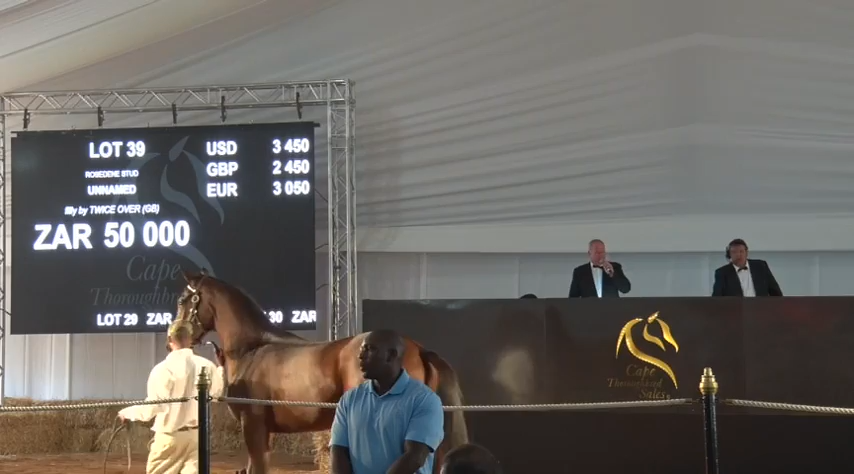 LOT 39
ROBEDENE STUD
UNNAMED
filly by TWICE OVER (GB)
USD 3 450
GBP 2 450
EUR 3 050
ZAR 50 000
Cape
Thoroughbred
LOT 29 ZAR
30 ZAR
Cape
Thoroughbred
Sales